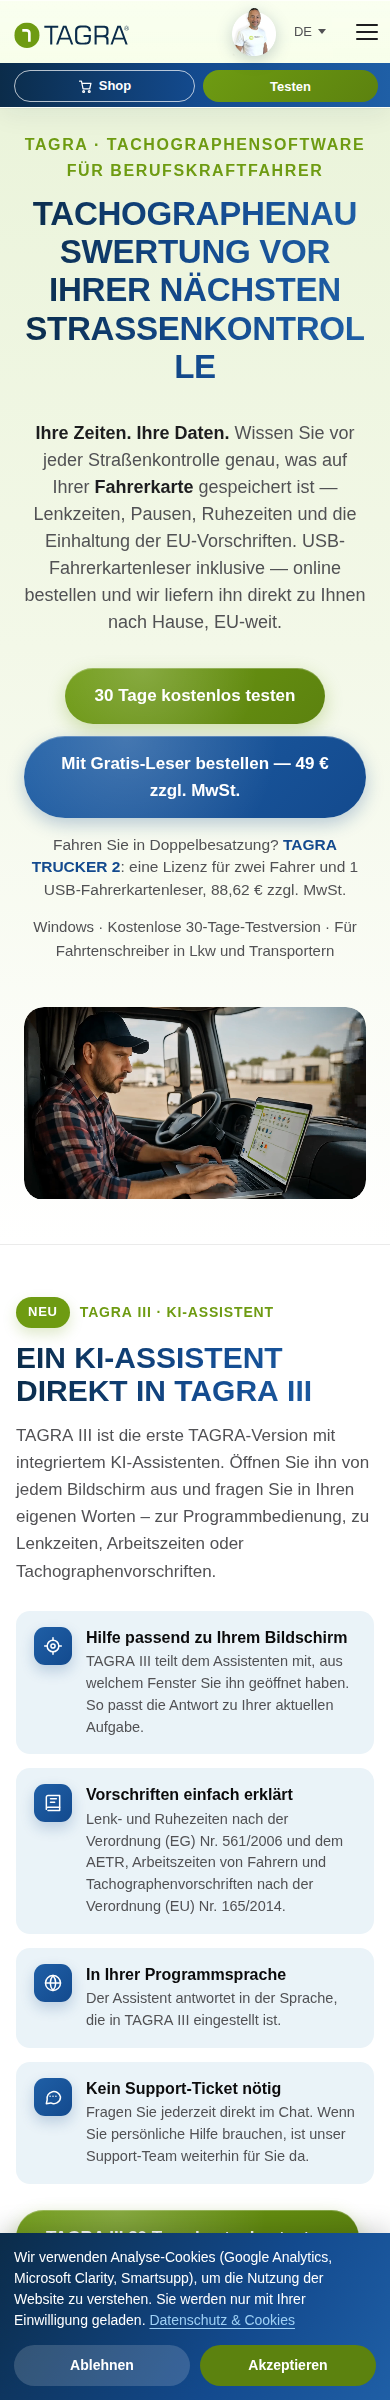 TAGRA®
DE
Shop
Testen
TAGRA · TACHOGRAPHENSOFTWARE
FÜR BERUFSKRAFTFAHRER
TACHOGRAPHENAU
SWERTUNG VOR
IHRER NÄCHSTEN
STRASSENKONTROL
LE
Ihre Zeiten. Ihre Daten. Wissen Sie vor
jeder Straßenkontrolle genau, was auf
Ihrer Fahrerkarte gespeichert ist —
Lenkzeiten, Pausen, Ruhezeiten und die
Einhaltung der EU-Vorschriften. USB-
Fahrerkartenleser inklusive — online
bestellen und wir liefern ihn direkt zu Ihnen
nach Hause, EU-weit.
30 Tage kostenlos testen
Mit Gratis-Leser bestellen — 49 €
zzgl. MwSt.
Fahren Sie in Doppelbesatzung? TAGRA
TRUCKER 2: eine Lizenz für zwei Fahrer und 1
USB-Fahrerkartenleser, 88,62 € zzgl. MwSt.
Windows · Kostenlose 30-Tage-Testversion · Für
Fahrtenschreiber in Lkw und Transportern
NEU TAGRA III · KI-ASSISTENT
EIN KI-ASSISTENT
DIREKT IN TAGRA III
TAGRA III ist die erste TAGRA-Version mit
integriertem KI-Assistenten. Öffnen Sie ihn von
jedem Bildschirm aus und fragen Sie in Ihren
eigenen Worten – zur Programmbedienung, zu
Lenkzeiten, Arbeitszeiten oder
Tachographenvorschriften.
Hilfe passend zu Ihrem Bildschirm
TAGRA III teilt dem Assistenten mit, aus
welchem Fenster Sie ihn geöffnet haben.
So passt die Antwort zu Ihrer aktuellen
Aufgabe.
Vorschriften einfach erklärt
Lenk- und Ruhezeiten nach der
Verordnung (EG) Nr. 561/2006 und dem
AETR, Arbeitszeiten von Fahrern und
Tachographenvorschriften nach der
Verordnung (EU) Nr. 165/2014.
In Ihrer Programmsprache
Der Assistent antwortet in der Sprache,
die in TAGRA III eingestellt ist.
Kein Support-Ticket nötig
Fragen Sie jederzeit direkt im Chat. Wenn
Sie persönliche Hilfe brauchen, ist unser
Support-Team weiterhin für Sie da.
Wir verwenden Analyse-Cookies (Google Analytics,
Microsoft Clarity, Smartsupp), um die Nutzung der
Website zu verstehen. Sie werden nur mit Ihrer
Einwilligung geladen. Datenschutz & Cookies
Ablehnen
Akzeptieren